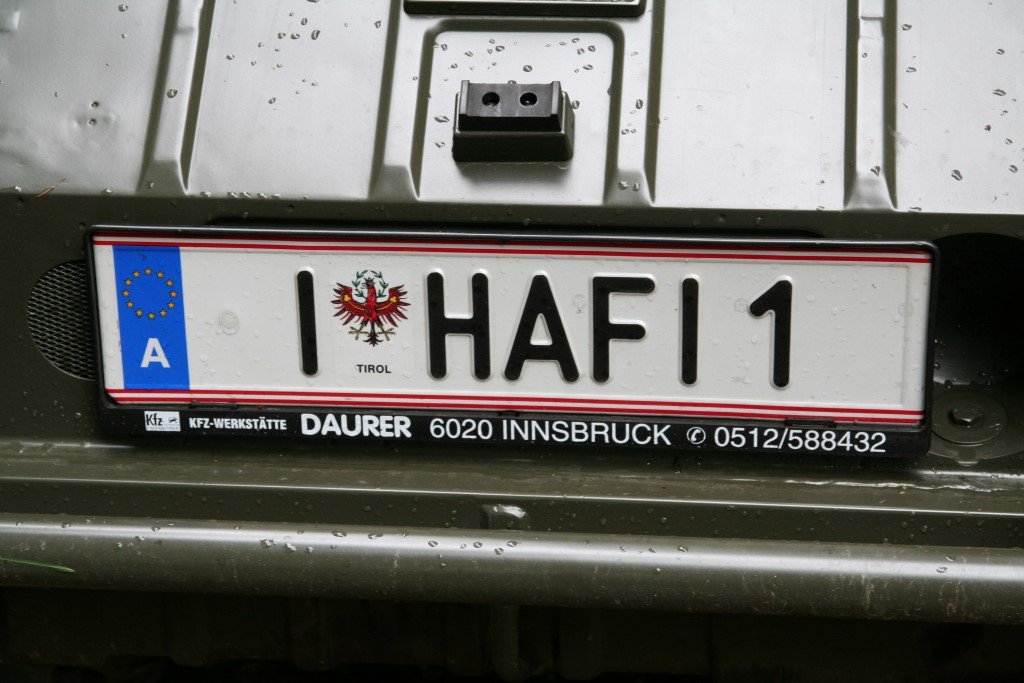 I HAFI 1
A
TIROL
Kfz KFZ-WERKSTÄTTE DAURER 6020 INNSBRUCK ✆ 0512/588432